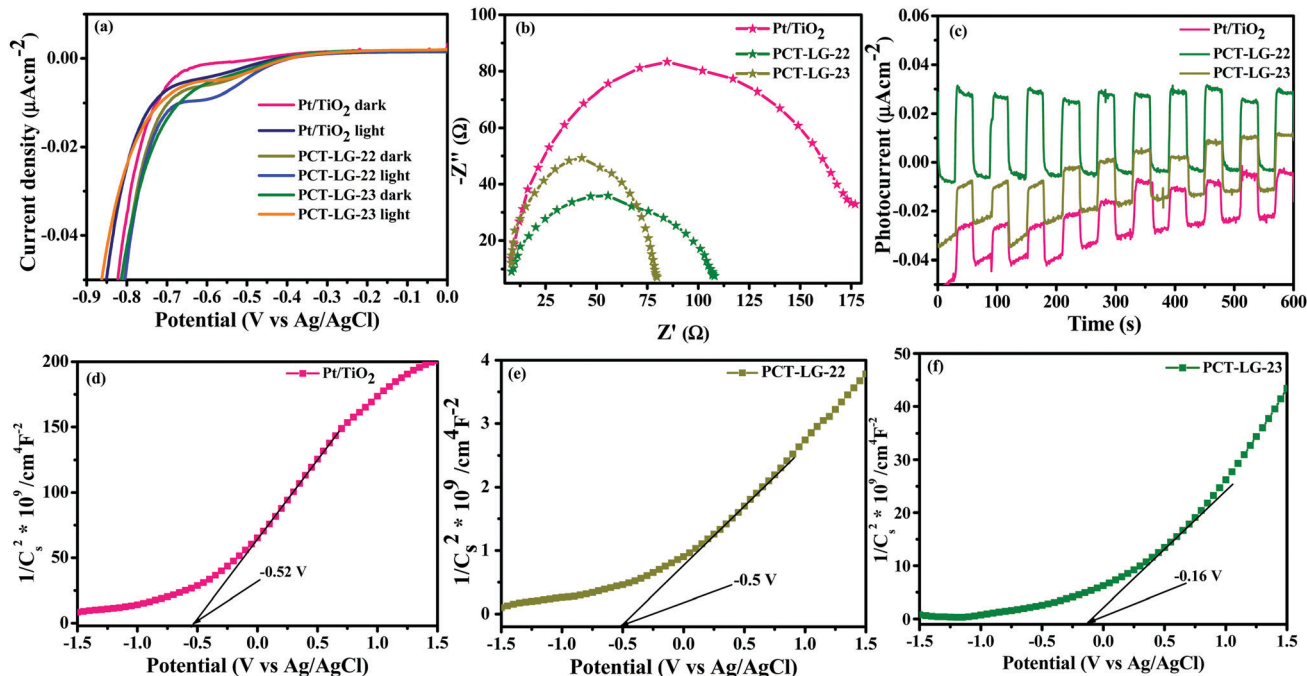 (a)
Current density (µAcm⁻²)
0.00
-0.02
-0.04
Pt/TiO₂ dark
Pt/TiO₂ light
PCT-LG-22 dark
PCT-LG-22 light
PCT-LG-23 dark
PCT-LG-23 light
-0.9 -0.8 -0.7 -0.6 -0.5 -0.4 -0.3 -0.2 -0.1 0.0
Potential (V vs Ag/AgCl)
(b)
-Z'' (Ω)
100
80
60
40
20
Pt/TiO₂
PCT-LG-22
PCT-LG-23
25 50 75 100 125 150 175
Z' (Ω)
(c)
Photocurrent (µAcm⁻²)
0.06
0.04
0.02
0.00
-0.02
-0.04
Pt/TiO₂
PCT-LG-22
PCT-LG-23
0 100 200 300 400 500 600
Time (s)
(d)
1/Cₛ² * 10⁹ /cm⁴F⁻²
200
150
100
50
0
Pt/TiO₂
-0.52 V
-1.5 -1.0 -0.5 0.0 0.5 1.0 1.5
Potential (V vs Ag/AgCl)
(e)
1/Cₛ² * 10⁹ /cm⁴F⁻²
4
3
2
1
0
PCT-LG-22
-0.5 V
-1.5 -1.0 -0.5 0.0 0.5 1.0 1.5
Potential (V vs Ag/AgCl)
(f)
1/Cₛ² * 10⁹ /cm⁴F⁻²
50
40
30
20
10
0
PCT-LG-23
-0.16 V
-1.5 -1.0 -0.5 0.0 0.5 1.0 1.5
Potential (V vs Ag/AgCl)